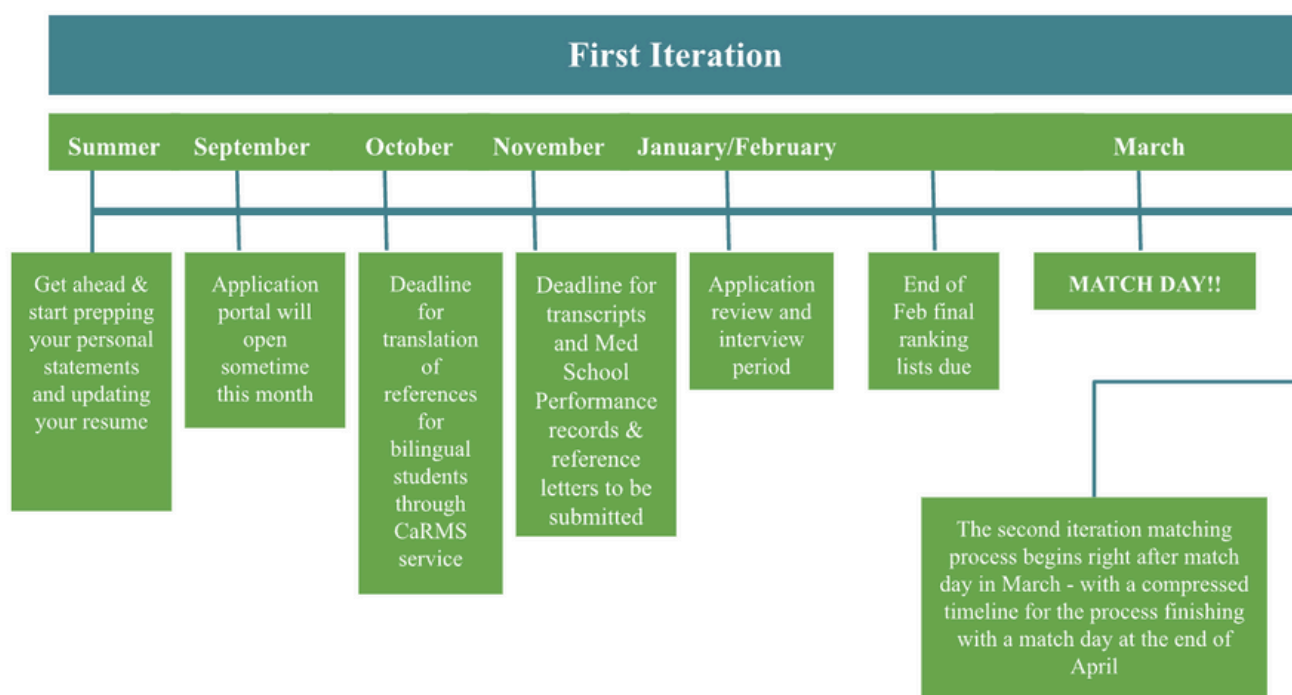 First Iteration
Summer September October November January/February March
Get ahead &
start prepping
your personal
statements
and updating
your resume
Application
portal will
open
sometime
this month
Deadline
for
translation
of
references
for
bilingual
students
through
CaRMS
service
Deadline for
transcripts
and Med
School
Performance
records &
reference
letters to be
submitted
Application
review and
interview
period
End of
Feb final
ranking
lists due
MATCH DAY!!
The second iteration matching
process begins right after match
day in March - with a compressed
timeline for the process finishing
with a match day at the end of
April